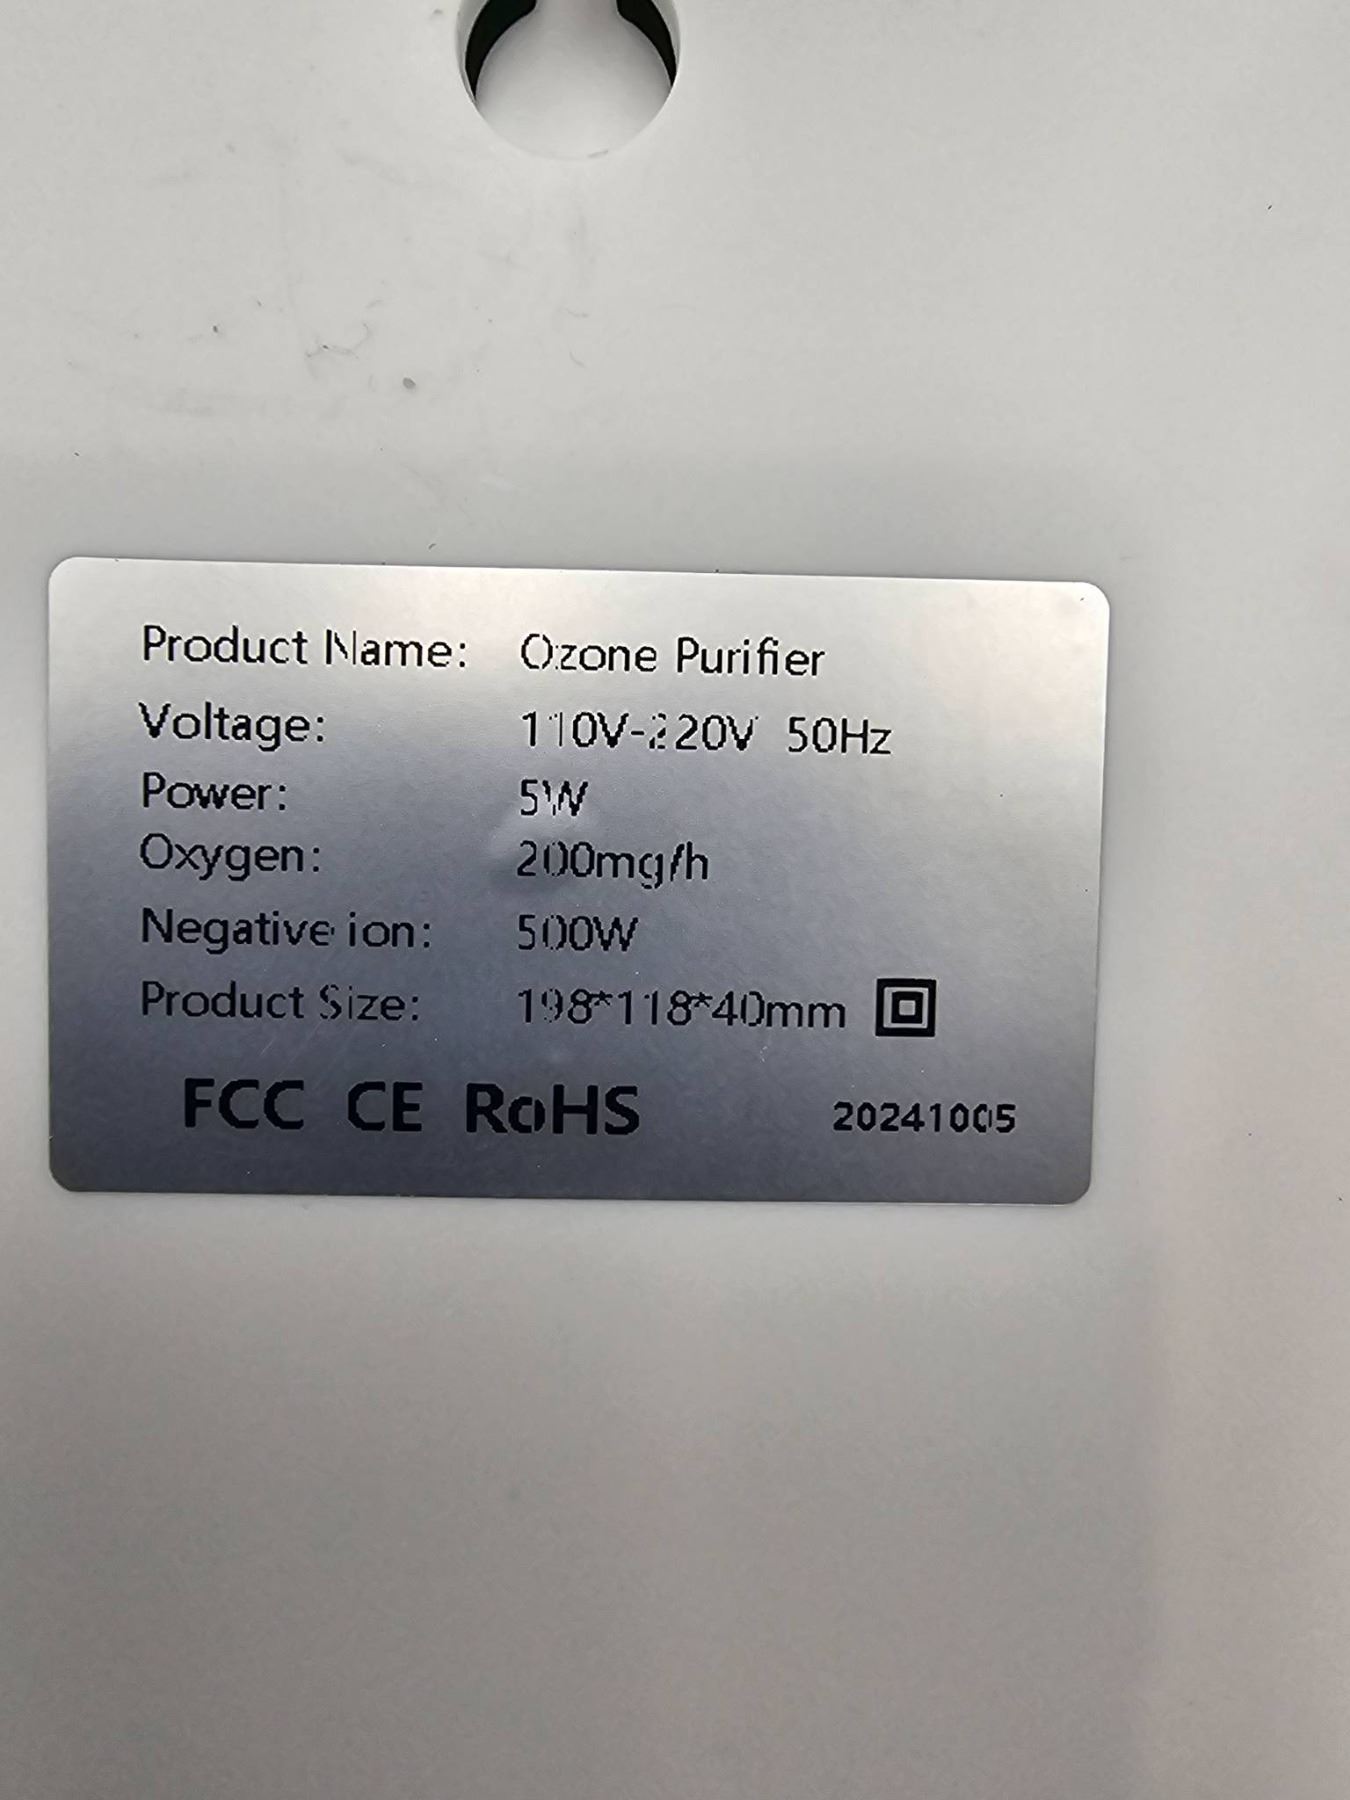 Product Name: Ozone Purifier
Voltage: 110V-220V 50Hz
Power: 5W
Oxygen: 200mg/h
Negative ion: 500W
Product Size: 198*118*40mm
FCC CE RoHS 20241005